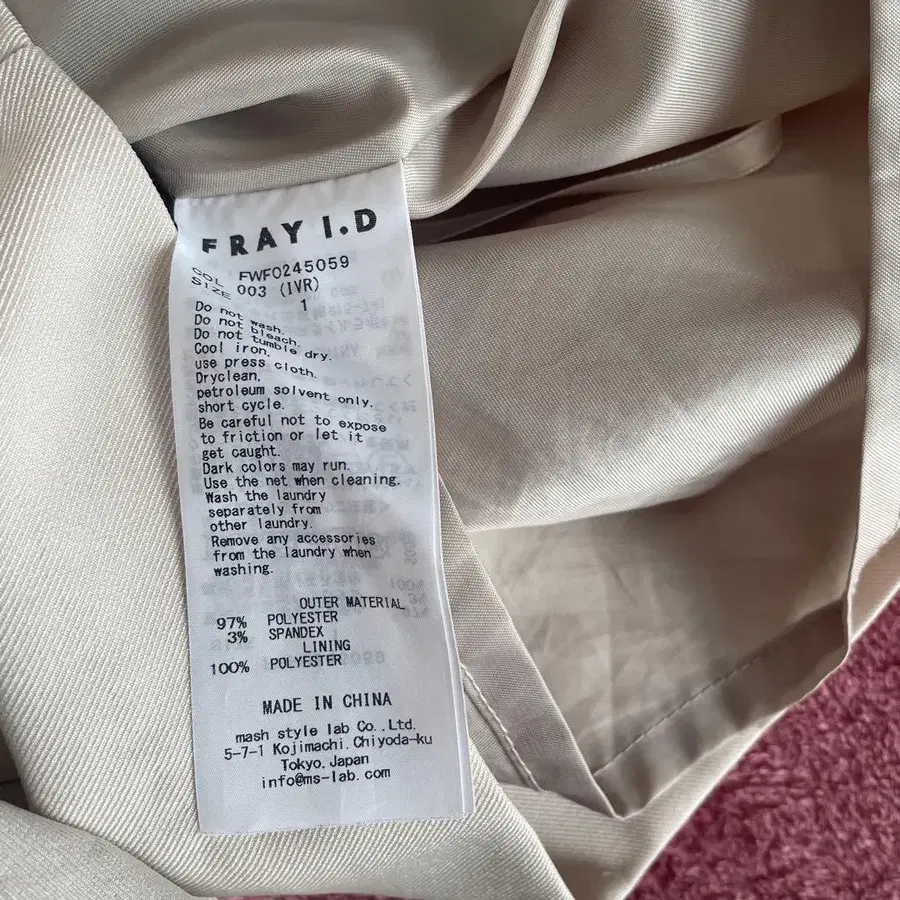 FRAY I.D
FWFO245059
COL 003 (IVR)
SIZE 1
Do not wash.
Do not bleach.
Do not tumble dry.
Cool iron.
use press cloth.
Dryclean,
petroleum solvent only,
short cycle.
Be careful not to expose
to friction or let it
get caught.
Dark colors may run.
Use the net when cleaning.
Wash the laundry
separately from
other laundry.
Remove any accessories
from the laundry when
washing.
OUTER MATERIAL
97% POLYESTER
3% SPANDEX
LINING
100% POLYESTER
MADE IN CHINA
mash style lab Co.,Ltd.
5-7-1 Kojimachi, Chiyoda-ku
Tokyo, Japan
info@ms-lab.com